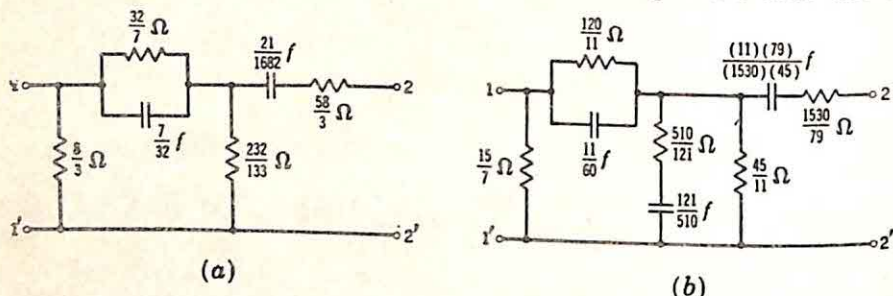 32/7 Ω
21/1682 f
2
58/3 Ω
7/32 f
8/3 Ω
232/133 Ω
1'
2'
(a)
120/11 Ω
(11)(79)/(1530)(45) f
1
2
1530/79 Ω
11/60 f
510/121 Ω
15/7 Ω
45/11 Ω
121/510 f
1'
2'
(b)